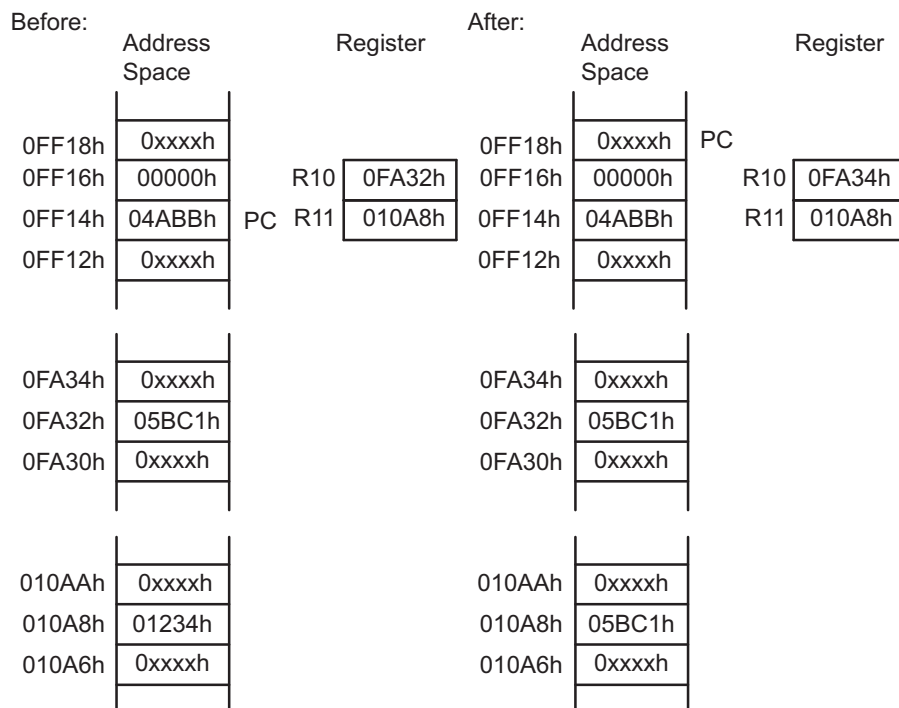 Before:
Address Space
Register
0FF18h 0xxxxh
0FF16h 00000h
0FF14h 04ABBh PC
0FF12h 0xxxxh
R10 0FA32h
R11 010A8h
0FA34h 0xxxxh
0FA32h 05BC1h
0FA30h 0xxxxh
010AAh 0xxxxh
010A8h 01234h
010A6h 0xxxxh
After:
Address Space
Register
0FF18h 0xxxxh PC
0FF16h 00000h
0FF14h 04ABBh
0FF12h 0xxxxh
R10 0FA34h
R11 010A8h
0FA34h 0xxxxh
0FA32h 05BC1h
0FA30h 0xxxxh
010AAh 0xxxxh
010A8h 05BC1h
010A6h 0xxxxh